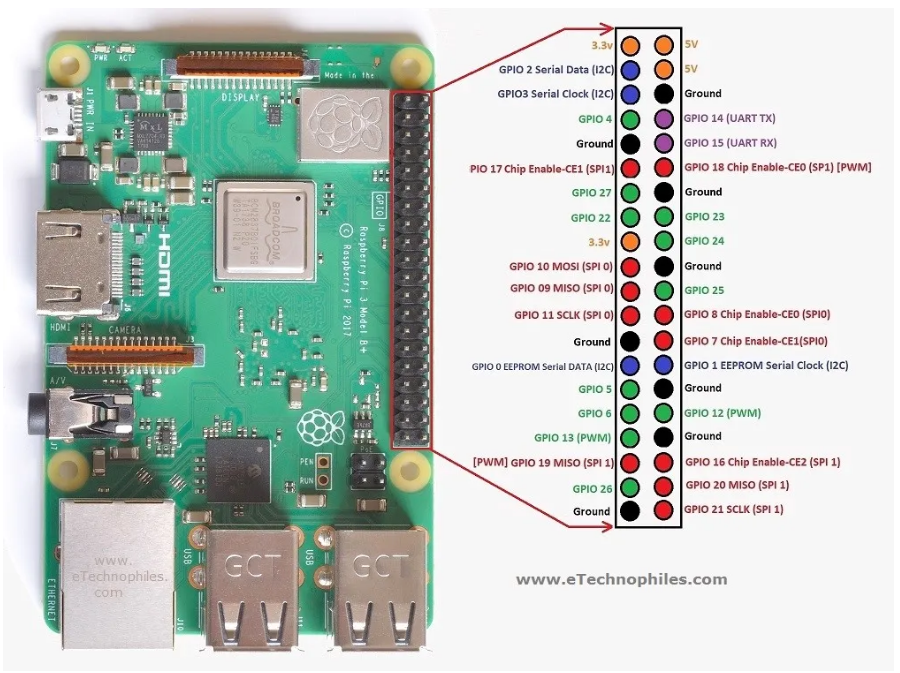 PWR ACT
J1 PWR IN
DISPLAY
Made in the
MxL
BROADCOM
GPIO
J8
© Raspberry Pi 2017
Raspberry Pi 3 Model B+
HDMI
J6
HDMI
CAMERA
J3
A/V
J7
PEN
RUN
PoE
ETHERNET
www.
eTechnophiles.
com
J10
USB
GCT
USB
GCT
3.3v
5V
GPIO 2 Serial Data (I2C)
5V
GPIO3 Serial Clock (I2C)
Ground
GPIO 4
GPIO 14 (UART TX)
Ground
GPIO 15 (UART RX)
PIO 17 Chip Enable-CE1 (SPI1)
GPIO 18 Chip Enable-CE0 (SP1) [PWM]
GPIO 27
Ground
GPIO 22
GPIO 23
3.3v
GPIO 24
GPIO 10 MOSI (SPI 0)
Ground
GPIO 09 MISO (SPI 0)
GPIO 25
GPIO 11 SCLK (SPI 0)
GPIO 8 Chip Enable-CE0 (SPI0)
Ground
GPIO 7 Chip Enable-CE1(SPI0)
GPIO 0 EEPROM Serial DATA (I2C)
GPIO 1 EEPROM Serial Clock (I2C)
GPIO 5
Ground
GPIO 6
GPIO 12 (PWM)
GPIO 13 (PWM)
Ground
[PWM] GPIO 19 MISO (SPI 1)
GPIO 16 Chip Enable-CE2 (SPI 1)
GPIO 26
GPIO 20 MISO (SPI 1)
Ground
GPIO 21 SCLK (SPI 1)
www.eTechnophiles.com